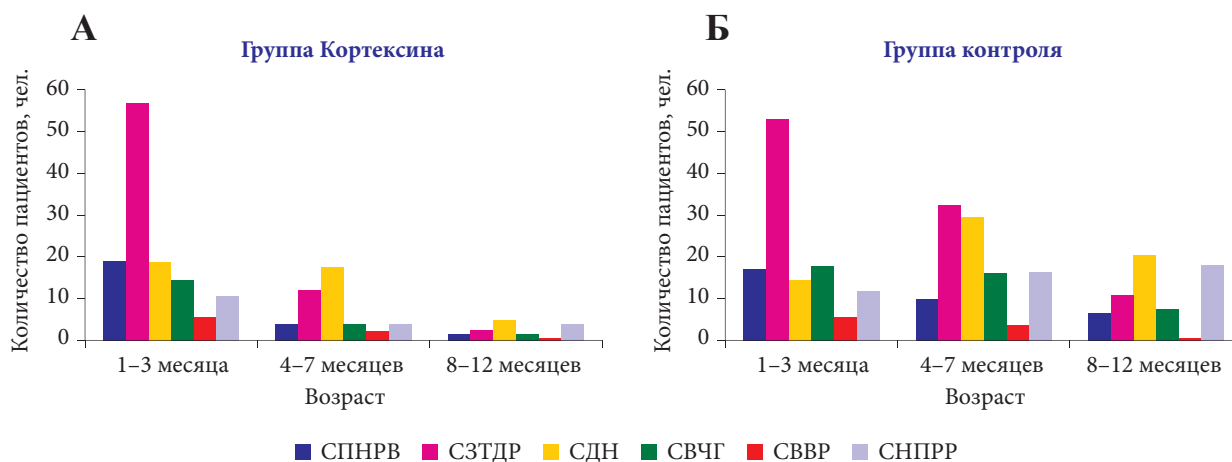 А
Группа Кортексина
Количество пациентов, чел.
60
50
40
30
20
10
0
1–3 месяца
4–7 месяцев
8–12 месяцев
Возраст
Б
Группа контроля
Количество пациентов, чел.
60
50
40
30
20
10
0
1–3 месяца
4–7 месяцев
8–12 месяцев
Возраст
СПНРВ СЗТДР СДН СВЧГ СВВР СНПРР